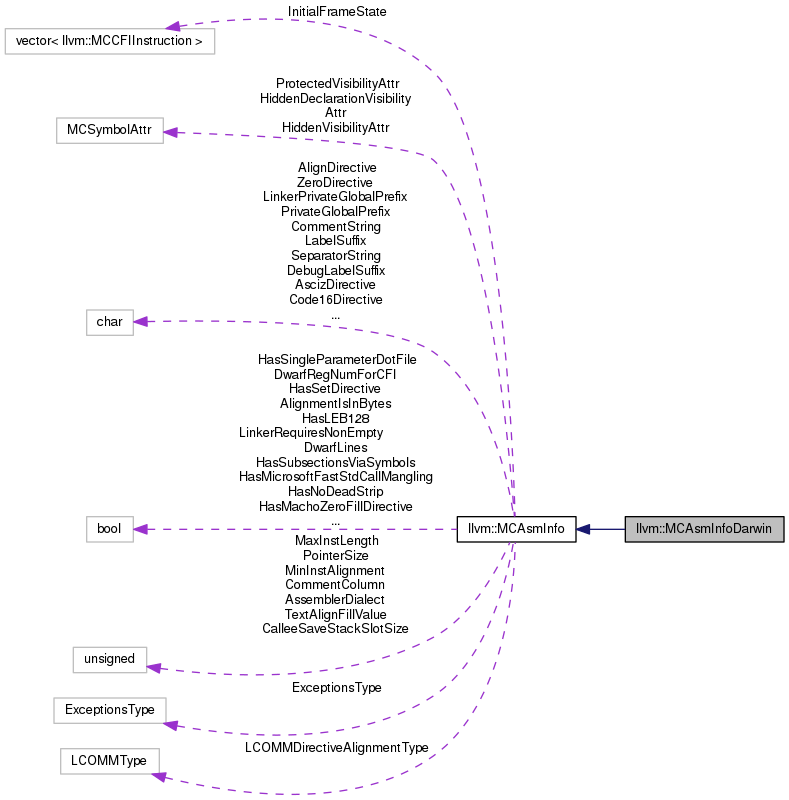 InitialFrameState
vector< llvm::MCCFIInstruction >
ProtectedVisibilityAttr
HiddenDeclarationVisibility
Attr
HiddenVisibilityAttr
MCSymbolAttr
AlignDirective
ZeroDirective
LinkerPrivateGlobalPrefix
PrivateGlobalPrefix
CommentString
LabelSuffix
SeparatorString
DebugLabelSuffix
AscizDirective
Code16Directive
...
char
HasSingleParameterDotFile
DwarfRegNumForCFI
HasSetDirective
AlignmentIsInBytes
HasLEB128
LinkerRequiresNonEmpty
DwarfLines
HasSubsectionsViaSymbols
HasMicrosoftFastStdCallMangling
HasNoDeadStrip
HasMachoZeroFillDirective
...
bool
llvm::MCAsmInfo
llvm::MCAsmInfoDarwin
MaxInstLength
PointerSize
MinInstAlignment
CommentColumn
AssemblerDialect
TextAlignFillValue
CalleeSaveStackSlotSize
unsigned
ExceptionsType
ExceptionsType
LCOMMDirectiveAlignmentType
LCOMMType